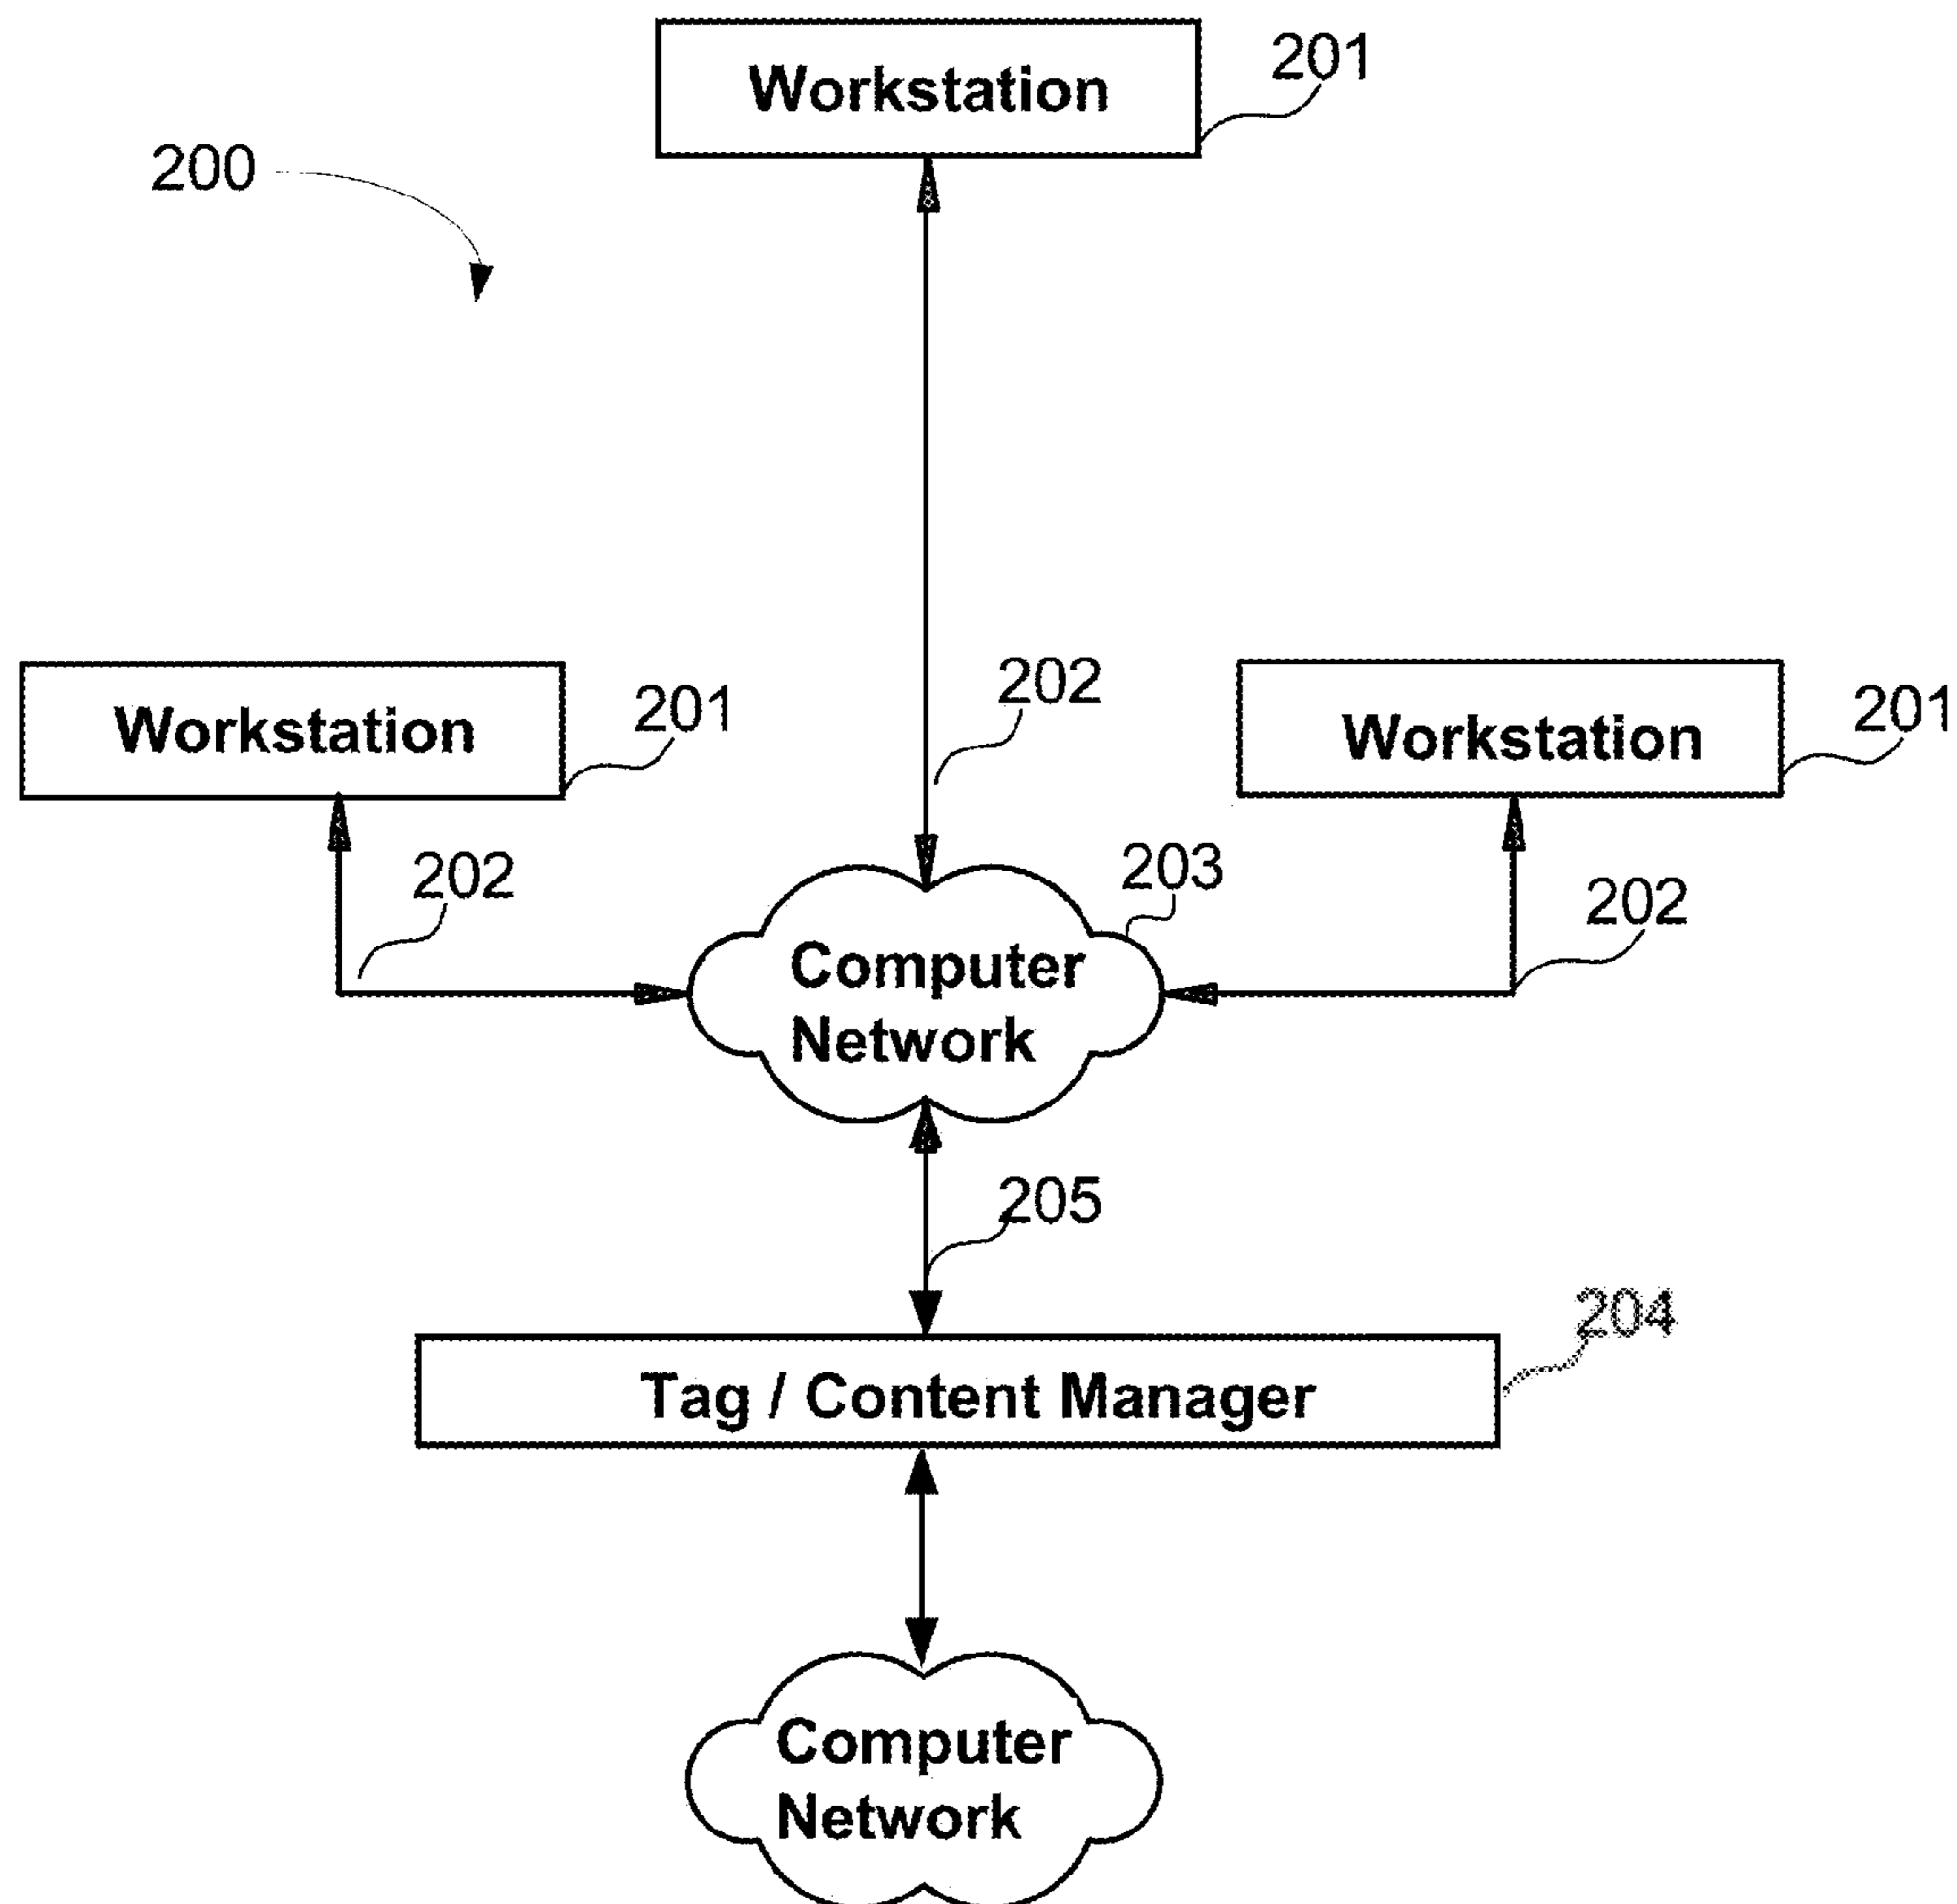 Workstation
201
200
Workstation
201
202
Workstation
201
202
203
202
Computer
Network
205
204
Tag / Content Manager
Computer
Network